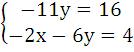 −11y = 16
−2x − 6y = 4